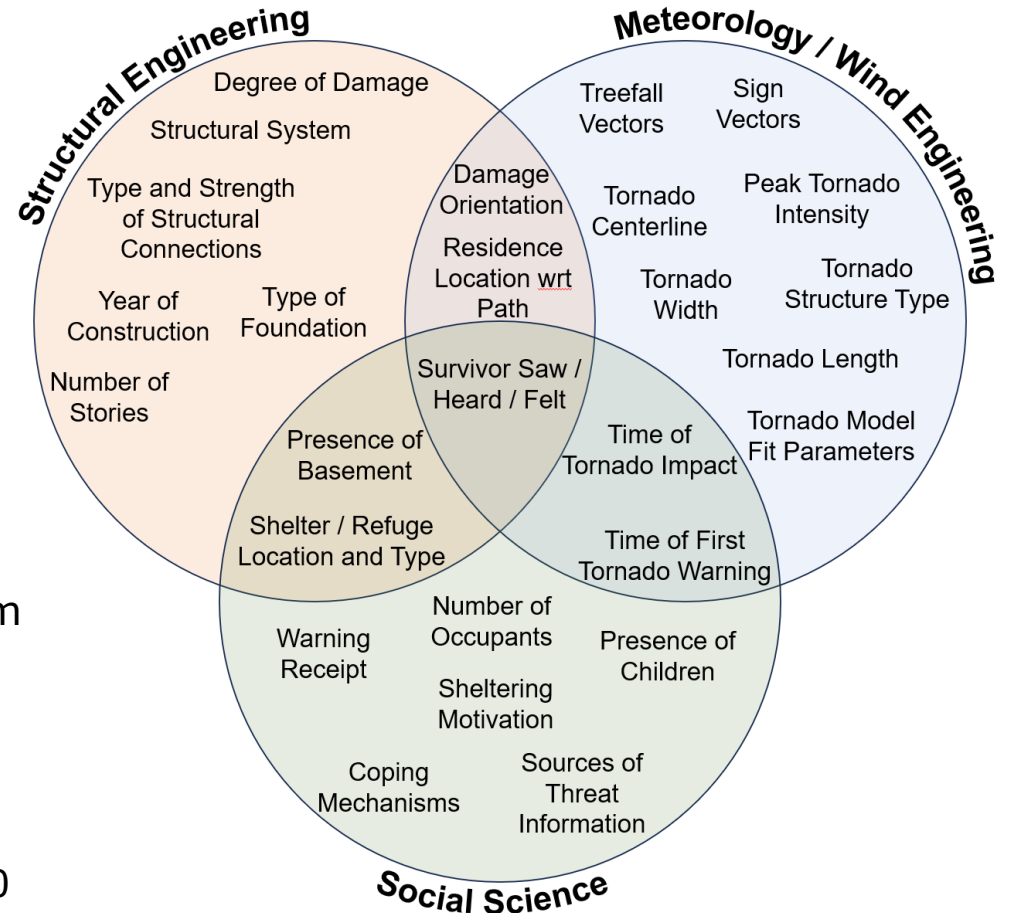 Structural Engineering
Meteorology / Wind Engineering
Degree of Damage
Structural System
Type and Strength
of Structural
Connections
Year of
Construction
Type of
Foundation
Number of
Stories
Damage
Orientation
Residence
Location wrt
Path
Treefall
Vectors
Sign
Vectors
Tornado
Centerline
Peak Tornado
Intensity
Tornado
Width
Tornado
Structure Type
Tornado Length
Tornado Model
Fit Parameters
Survivor Saw /
Heard / Felt
Presence of
Basement
Shelter / Refuge
Location and Type
Time of
Tornado Impact
Time of First
Tornado Warning
m
Warning
Receipt
Number of
Occupants
Presence of
Children
Sheltering
Motivation
Coping
Mechanisms
Sources of
Threat
Information
Social Science